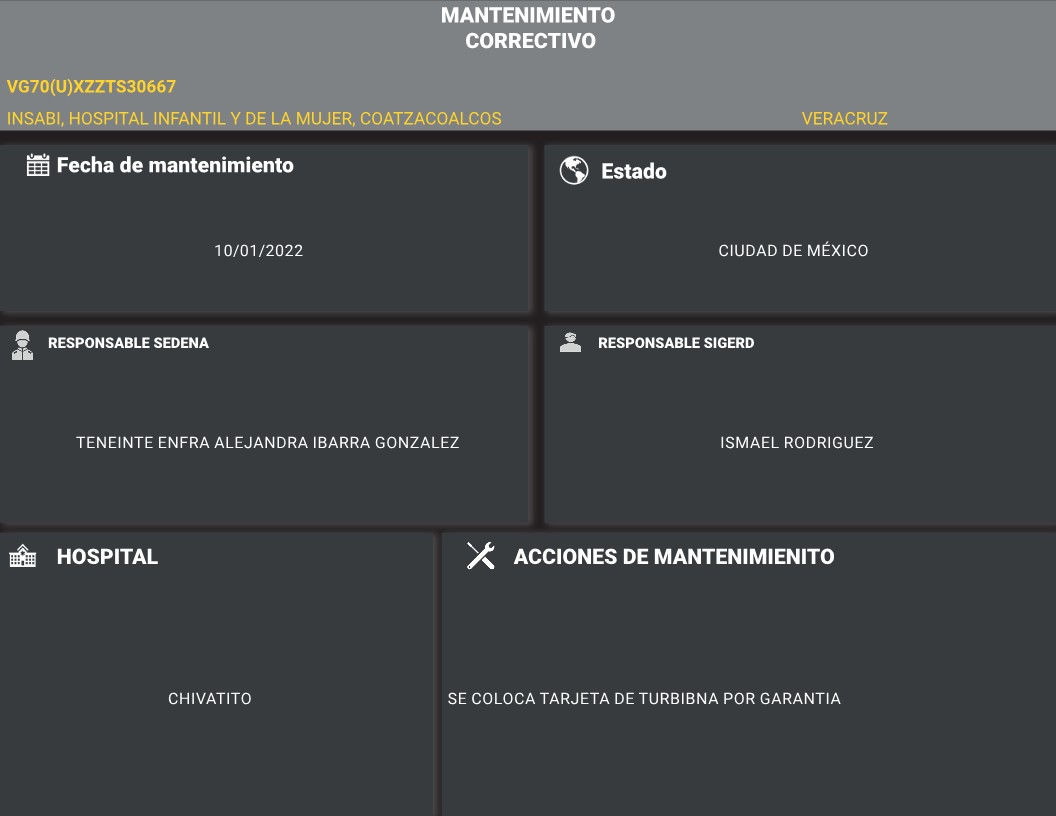 MANTENIMIENTO
CORRECTIVO
VG70(U)XZZTS30667
INSABI, HOSPITAL INFANTIL Y DE LA MUJER, COATZACOALCOS
VERACRUZ
Fecha de mantenimiento
10/01/2022
Estado
CIUDAD DE MÉXICO
RESPONSABLE SEDENA
TENEINTE ENFRA ALEJANDRA IBARRA GONZALEZ
RESPONSABLE SIGERD
ISMAEL RODRIGUEZ
HOSPITAL
CHIVATITO
ACCIONES DE MANTENIMIENITO
SE COLOCA TARJETA DE TURBIBNA POR GARANTIA